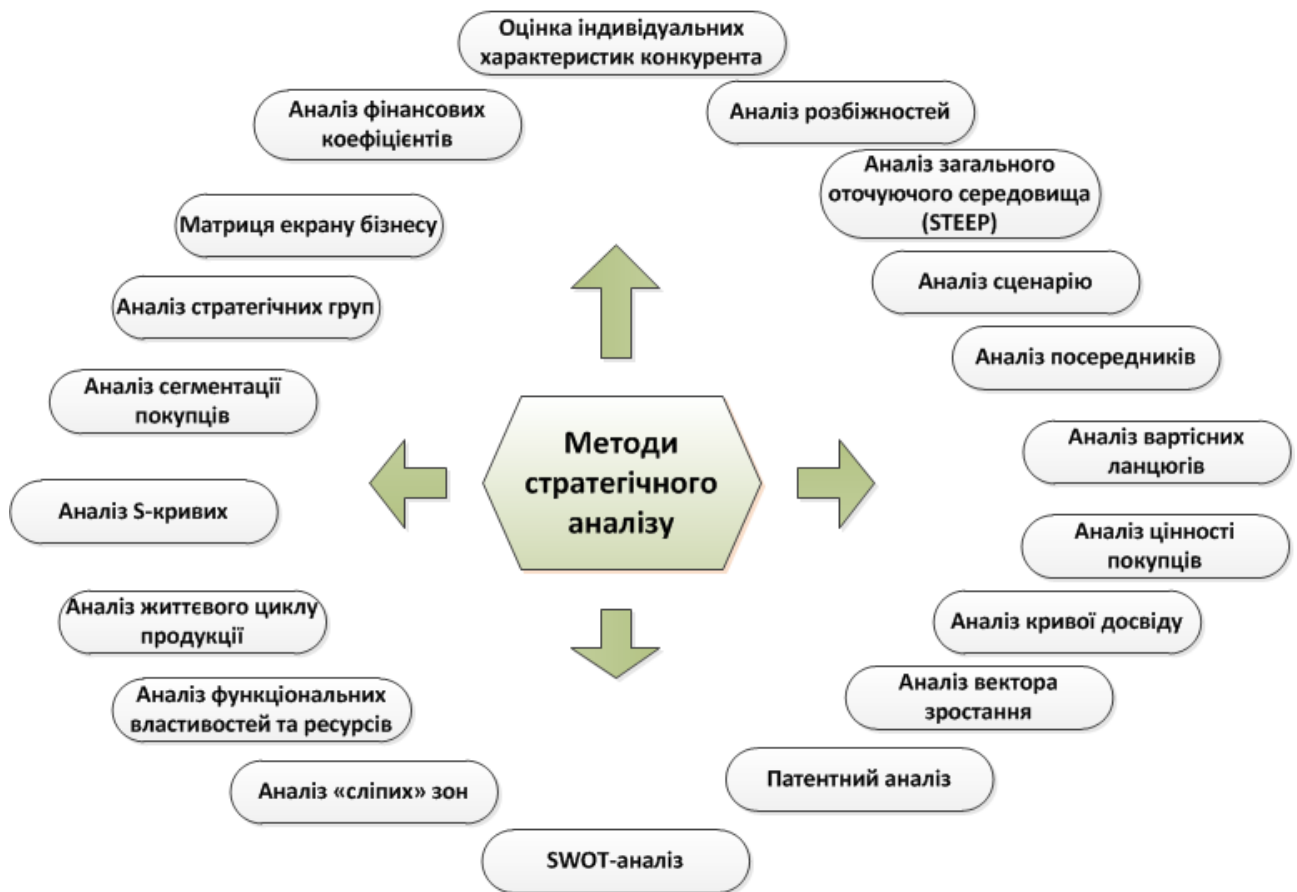 Оцінка індивідуальних
характеристик конкурента
Аналіз фінансових
коефіцієнтів
Аналіз розбіжностей
Аналіз загального
оточуючого середовища
(STEEP)
Матриця екрану бізнесу
Аналіз сценарію
Аналіз стратегічних груп
Аналіз посередників
Аналіз сегментації
покупців
Аналіз вартісних
ланцюгів
Методи
стратегічного
аналізу
Аналіз S-кривих
Аналіз цінності
покупців
Аналіз життєвого циклу
продукції
Аналіз кривої досвіду
Аналіз функціональних
властивостей та ресурсів
Аналіз вектора
зростання
Аналіз «сліпих» зон
Патентний аналіз
SWOT-аналіз